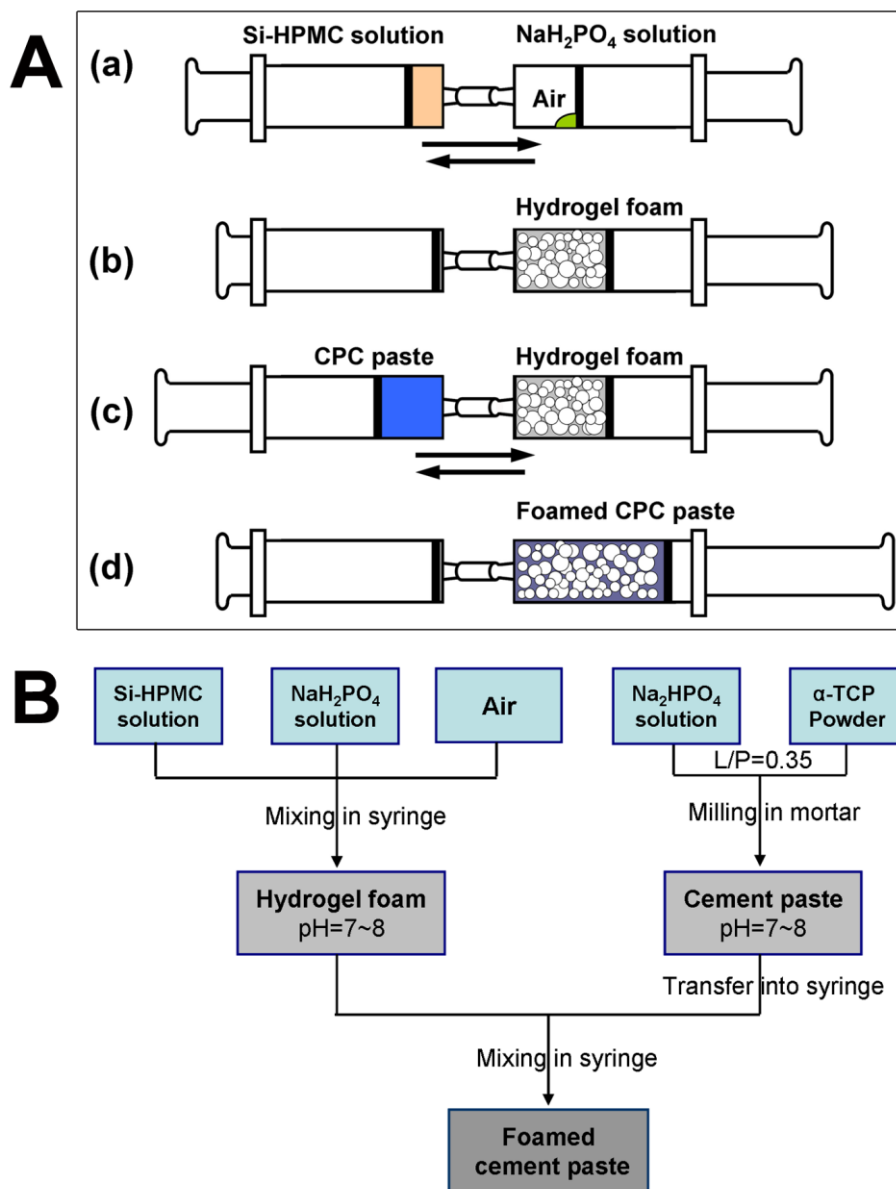 A
Si-HPMC solution
NaH₂PO₄ solution
(a)
Air
Hydrogel foam
(b)
CPC paste
Hydrogel foam
(c)
Foamed CPC paste
(d)
B
Si-HPMC
solution
NaH₂PO₄
solution
Air
Na₂HPO₄
solution
α-TCP
Powder
L/P=0.35
Mixing in syringe
Milling in mortar
Hydrogel foam
pH=7~8
Cement paste
pH=7~8
Transfer into syringe
Mixing in syringe
Foamed
cement paste